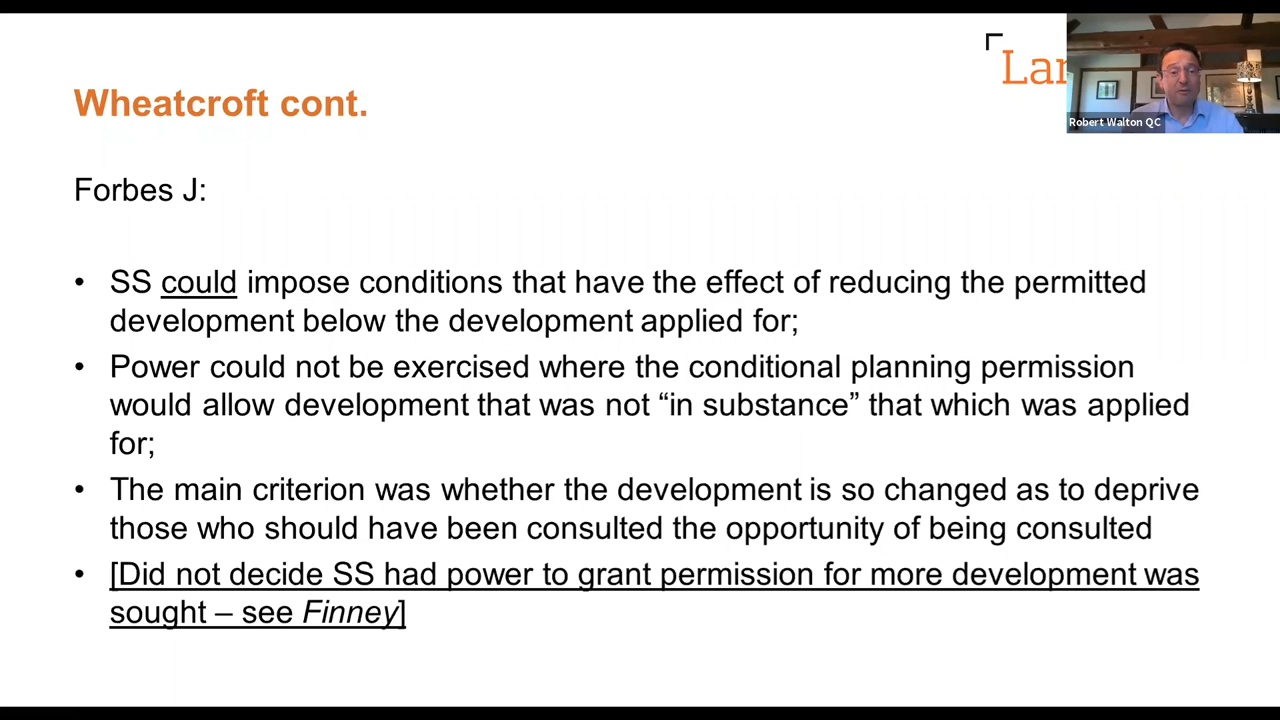 Lar
Robert Walton QC
Wheatcroft cont.
Forbes J:
• SS could impose conditions that have the effect of reducing the permitted
development below the development applied for;
• Power could not be exercised where the conditional planning permission
would allow development that was not “in substance” that which was applied
for;
• The main criterion was whether the development is so changed as to deprive
those who should have been consulted the opportunity of being consulted
• [Did not decide SS had power to grant permission for more development was
sought – see Finney]